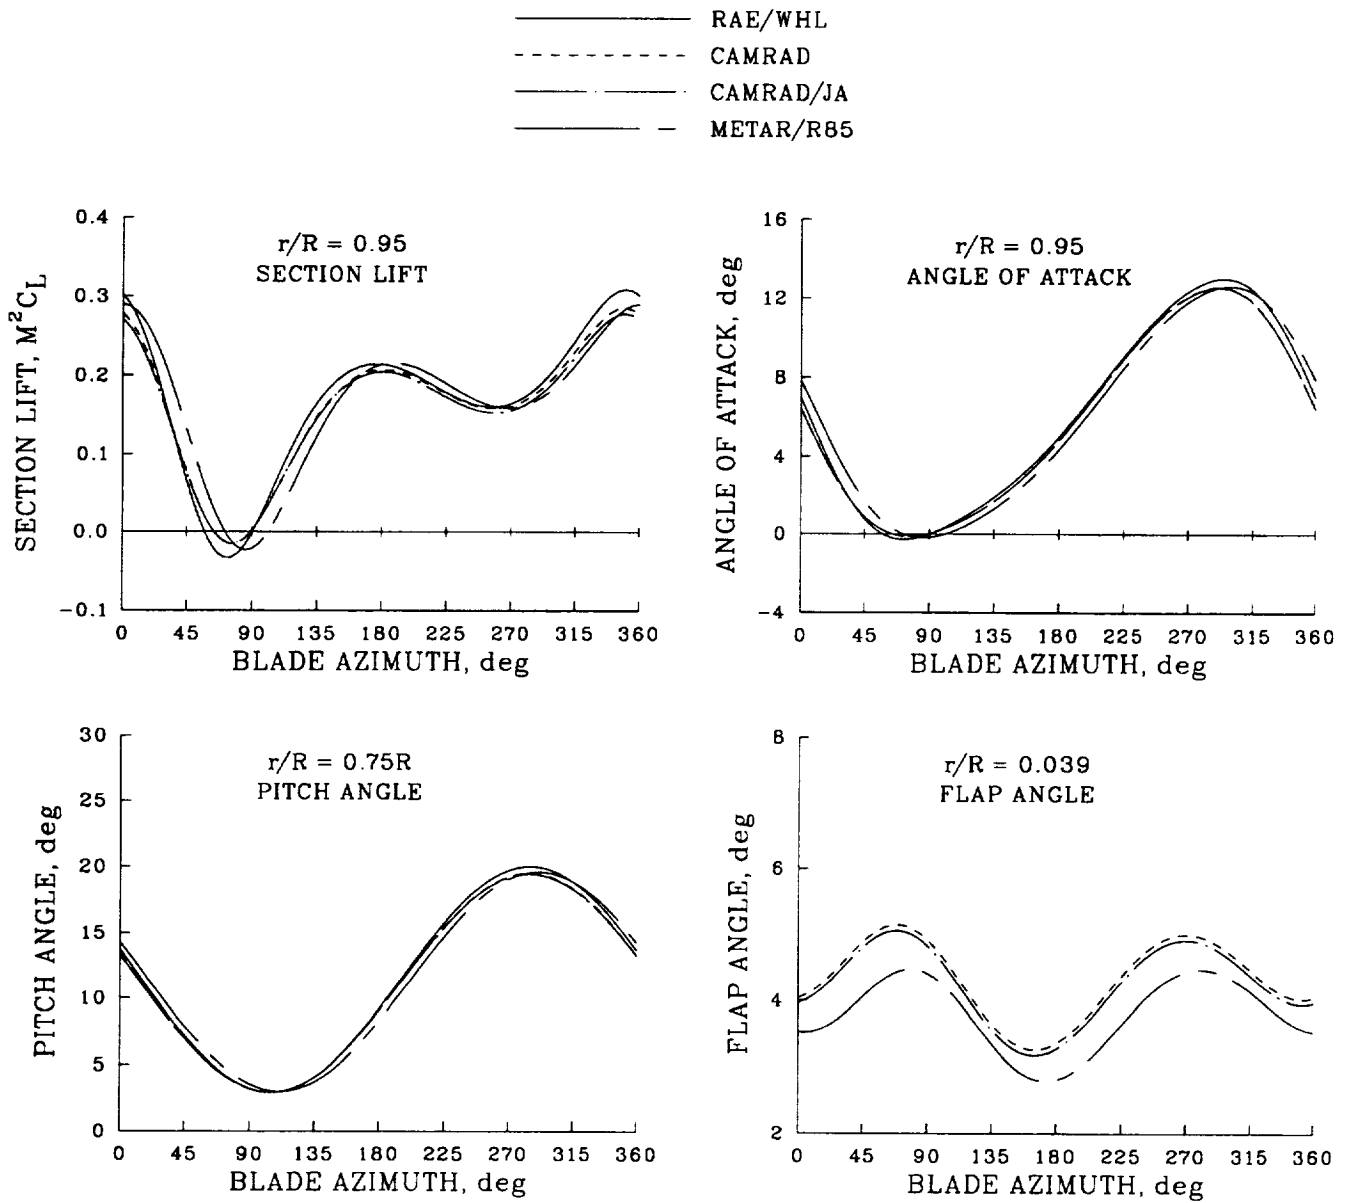 RAE/WHL
CAMRAD
CAMRAD/JA
METAR/R85
r/R = 0.95
SECTION LIFT
SECTION LIFT, M²C_L
0.4
0.3
0.2
0.1
0.0
-0.1
0 45 90 135 180 225 270 315 360
BLADE AZIMUTH, deg
r/R = 0.95
ANGLE OF ATTACK
ANGLE OF ATTACK, deg
16
12
8
4
0
-4
0 45 90 135 180 225 270 315 360
BLADE AZIMUTH, deg
r/R = 0.75R
PITCH ANGLE
PITCH ANGLE, deg
30
25
20
15
10
5
0
0 45 90 135 180 225 270 315 360
BLADE AZIMUTH, deg
r/R = 0.039
FLAP ANGLE
FLAP ANGLE, deg
8
6
4
2
0 45 90 135 180 225 270 315 360
BLADE AZIMUTH, deg